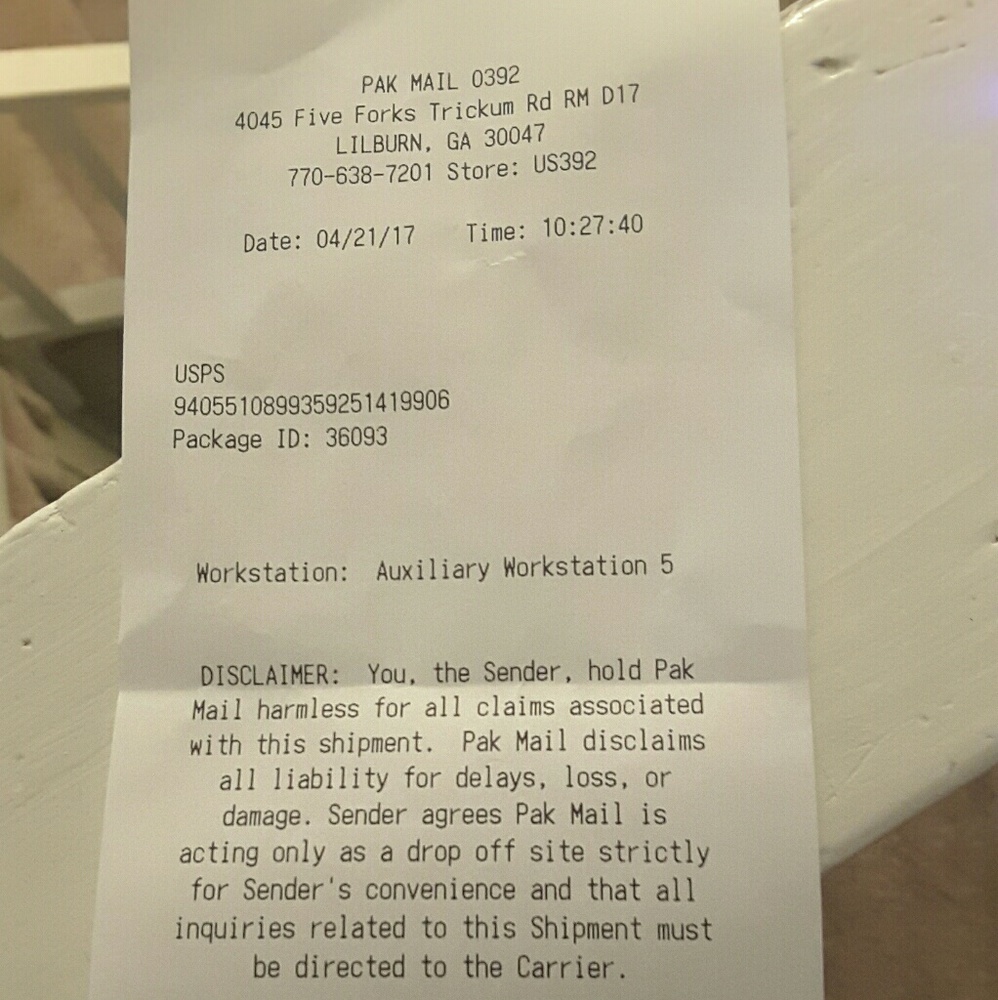 PAK MAIL 0392
4045 Five Forks Trickum Rd RM D17
LILBURN, GA 30047
770-638-7201 Store: US392
Date: 04/21/17 Time: 10:27:40
USPS
9405510899359251419906
Package ID: 36093
Workstation: Auxiliary Workstation 5
DISCLAIMER: You, the Sender, hold Pak
Mail harmless for all claims associated
with this shipment. Pak Mail disclaims
all liability for delays, loss, or
damage. Sender agrees Pak Mail is
acting only as a drop off site strictly
for Sender's convenience and that all
inquiries related to this Shipment must
be directed to the Carrier.